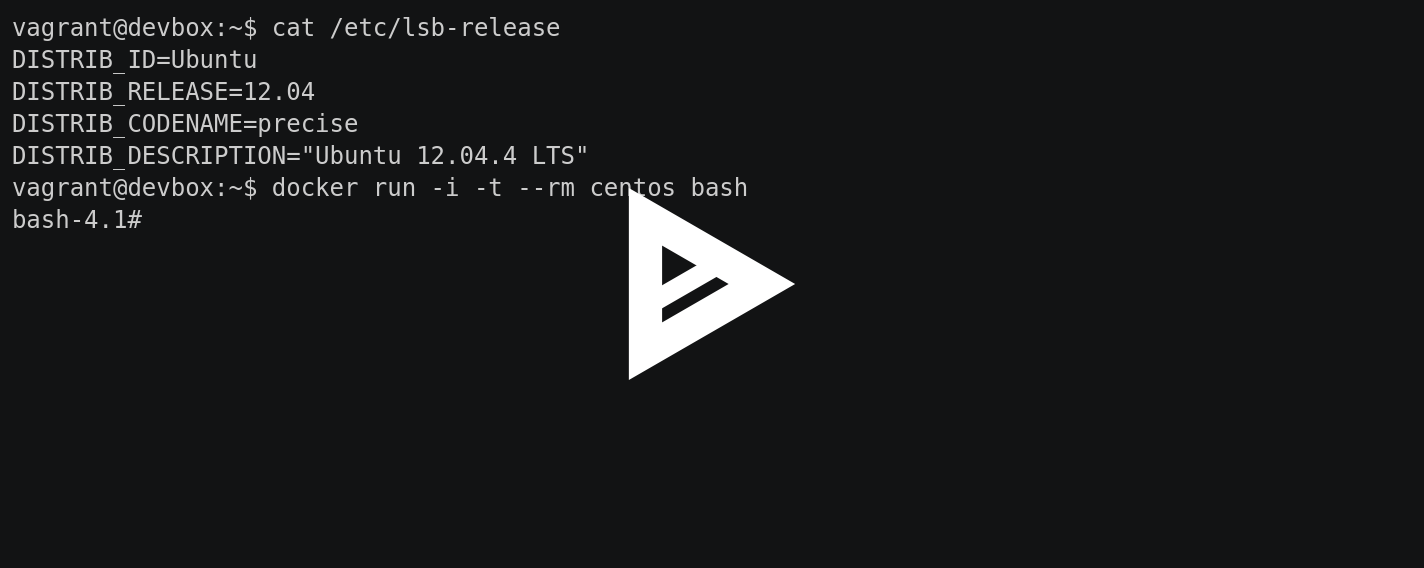 vagrant@devbox:~$ cat /etc/lsb-release
DISTRIB_ID=Ubuntu
DISTRIB_RELEASE=12.04
DISTRIB_CODENAME=precise
DISTRIB_DESCRIPTION="Ubuntu 12.04.4 LTS"
vagrant@devbox:~$ docker run -i -t --rm centos bash
bash-4.1#